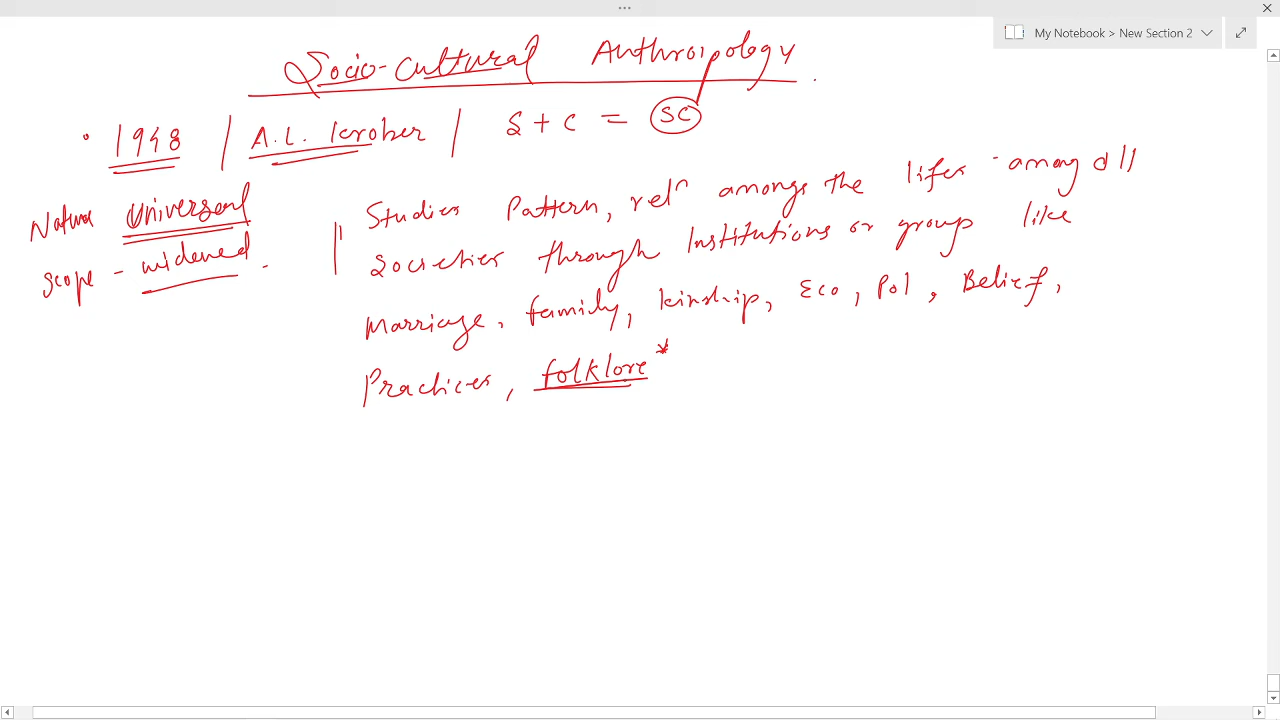 My Notebook > New Section 2
Socio-Cultural Anthropology
• 1948 | A.L. Krober | S + C = SC
Nature Universal
Scope - widened.
Studies Pattern, relⁿ amongs the lifes - among all
Societies through Institutions or group like
Marriage, family, kinship, Eco, Pol, Belief,
Practices, folklore*